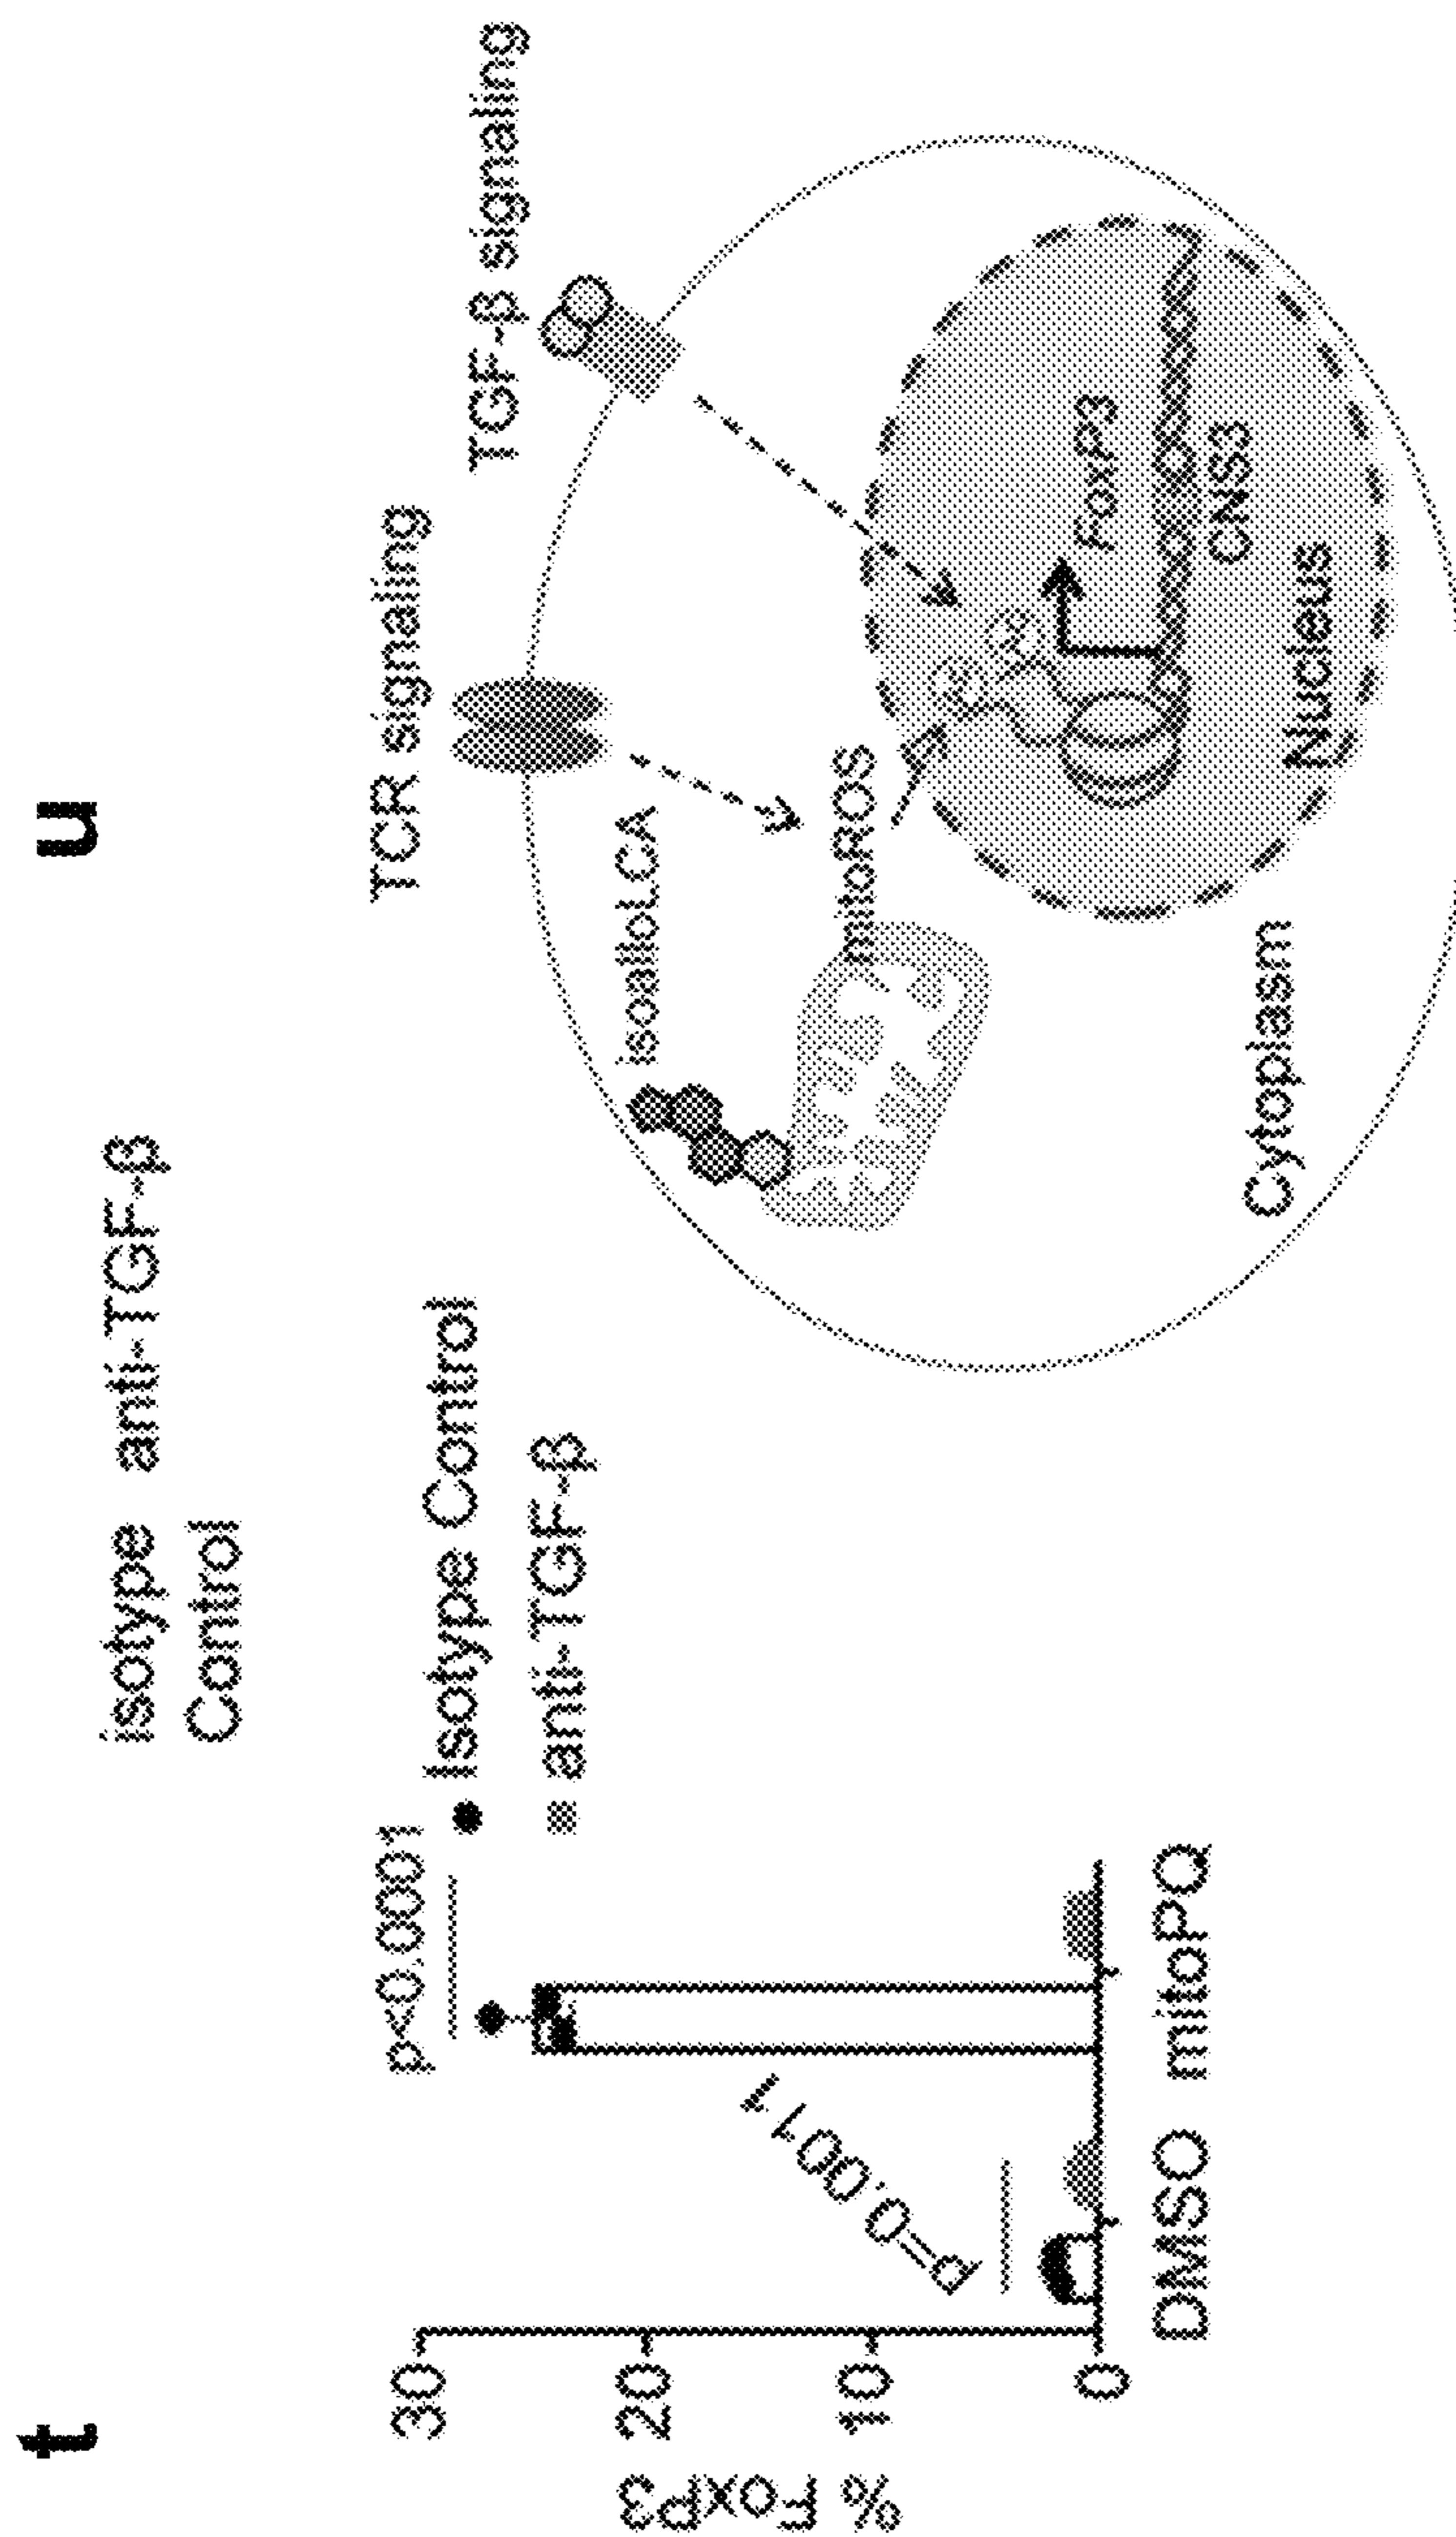 t
isotype anti-TGF-β
Control
p<0.0001
Isotype Control
anti-TGF-β
P=0.0011
30
20
10
0
% FoxP3
DMSO mitoPQ
u
TCR signaling
TGF-β signaling
isoalloLCA
mitoROS
FoxP3
CNS3
Nucleus
Cytoplasm